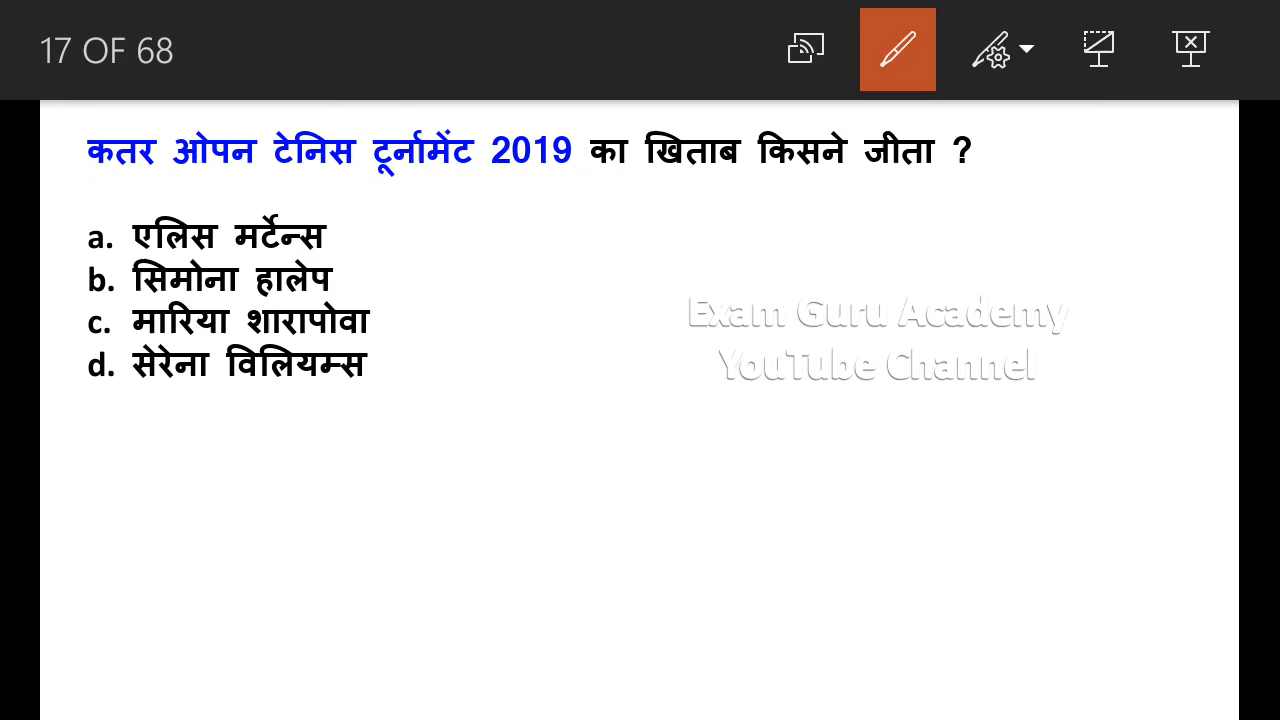 17 OF 68
कतर ओपन टेनिस टूर्नामेंट 2019 का खिताब किसने जीता ?
a. एलिस मर्टेन्स
b. सिमोना हालेप
c. मारिया शारापोवा
d. सेरेना विलियम्स
Exam Guru Academy
YouTube Channel